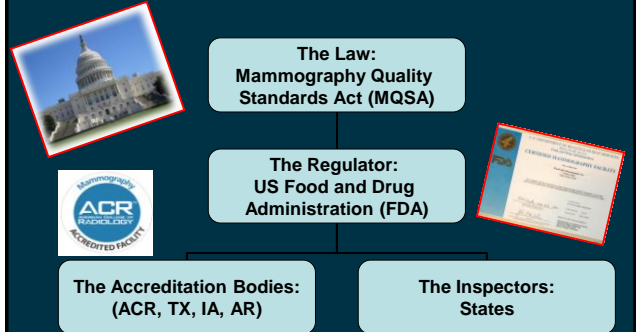 The Law:
Mammography Quality
Standards Act (MQSA)
The Regulator:
US Food and Drug
Administration (FDA)
Mammography
ACR
AMERICAN COLLEGE OF
RADIOLOGY
ACCREDITED FACILITY
CERTIFIED MAMMOGRAPHY FACILITY
FDA
The Accreditation Bodies:
(ACR, TX, IA, AR)
The Inspectors:
States